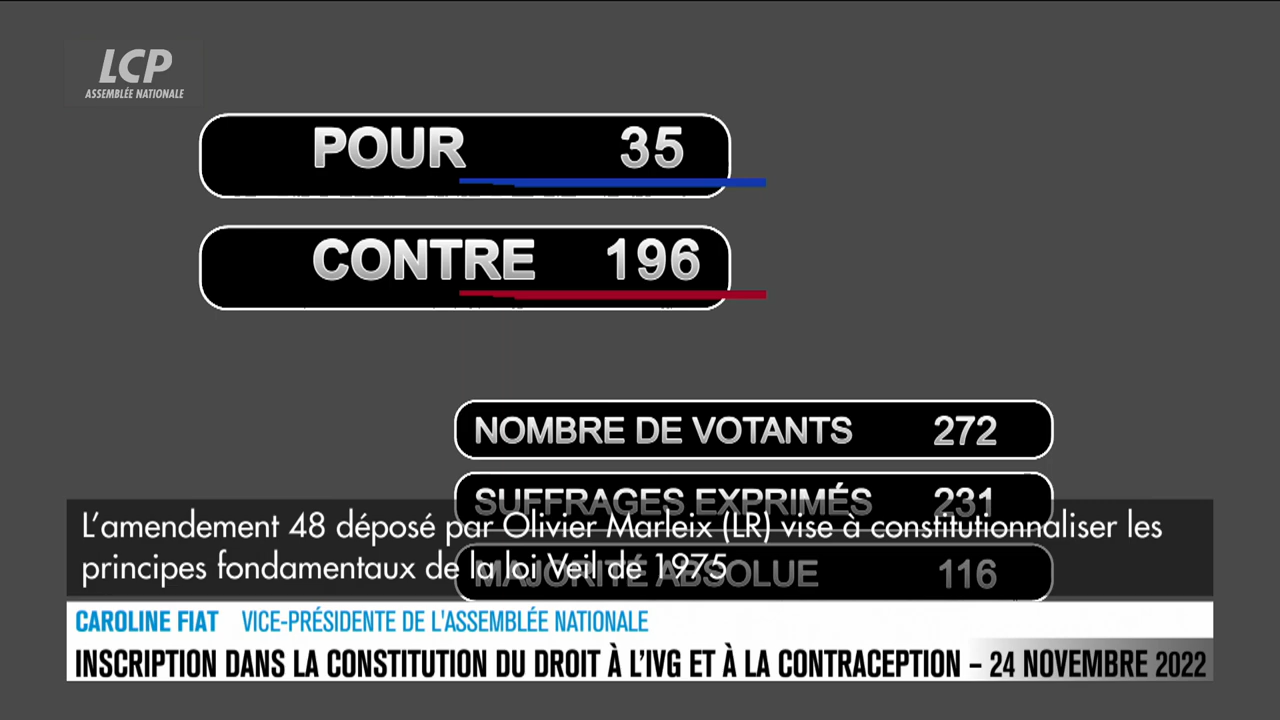 LCP
ASSEMBLÉE NATIONALE
POUR 35
CONTRE 196
NOMBRE DE VOTANTS 272
SUFFRAGES EXPRIMÉS 231
L'amendement 48 déposé par Olivier Marleix (LR) vise à constitutionnaliser les
principes fondamentaux de la loi Veil de 1975
MAJORITÉ ABSOLUE 116
CAROLINE FIAT VICE-PRÉSIDENTE DE L'ASSEMBLÉE NATIONALE
INSCRIPTION DANS LA CONSTITUTION DU DROIT À L'IVG ET À LA CONTRACEPTION – 24 NOVEMBRE 2022